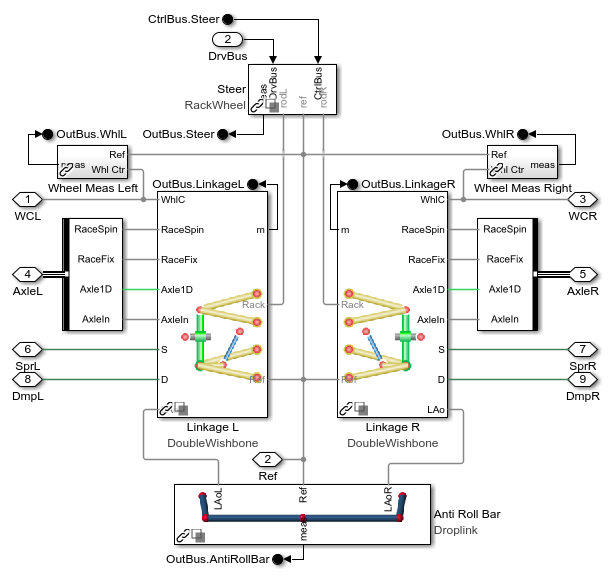 CtrlBus.Steer
2
DrvBus
Steer
RackWheel
meas
DrvBus
rodL
ref
rodR
CtrlBus
OutBus.WhlL
OutBus.Steer
OutBus.WhlR
Ref
meas
Whl Ctr
Wheel Meas Left
Ref
meas
Whl Ctr
Wheel Meas Right
OutBus.LinkageL
OutBus.LinkageR
1
WCL
WhlC
WhlC
3
WCR
RaceSpin
RaceSpin
m
m
RaceSpin
RaceSpin
RaceFix
RaceFix
RaceFix
RaceFix
4
AxleL
Axle1D
Axle1D
Axle1D
Axle1D
5
AxleR
AxleIn
AxleIn
Rack
Rack
AxleIn
AxleIn
6
SprL
S
S
7
SprR
8
DmpL
D
Ref
Ref
D
9
DmpR
LAo
Linkage L
DoubleWishbone
Linkage R
DoubleWishbone
2
Ref
LAoL
Ref
LAoR
meas
Anti Roll Bar
Droplink
OutBus.AntiRollBar